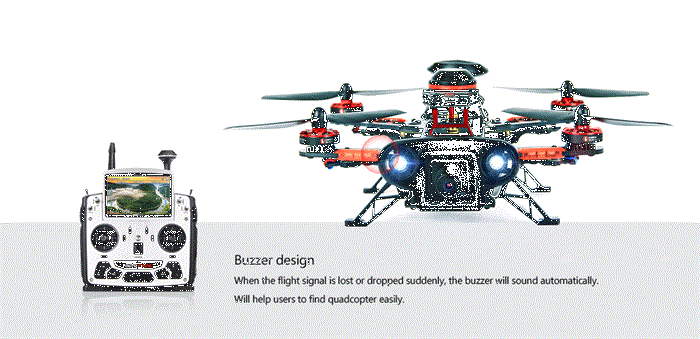 Buzzer design
When the flight signal is lost or dropped suddenly, the buzzer will sound automatically.
Will help users to find quadcopter easily.